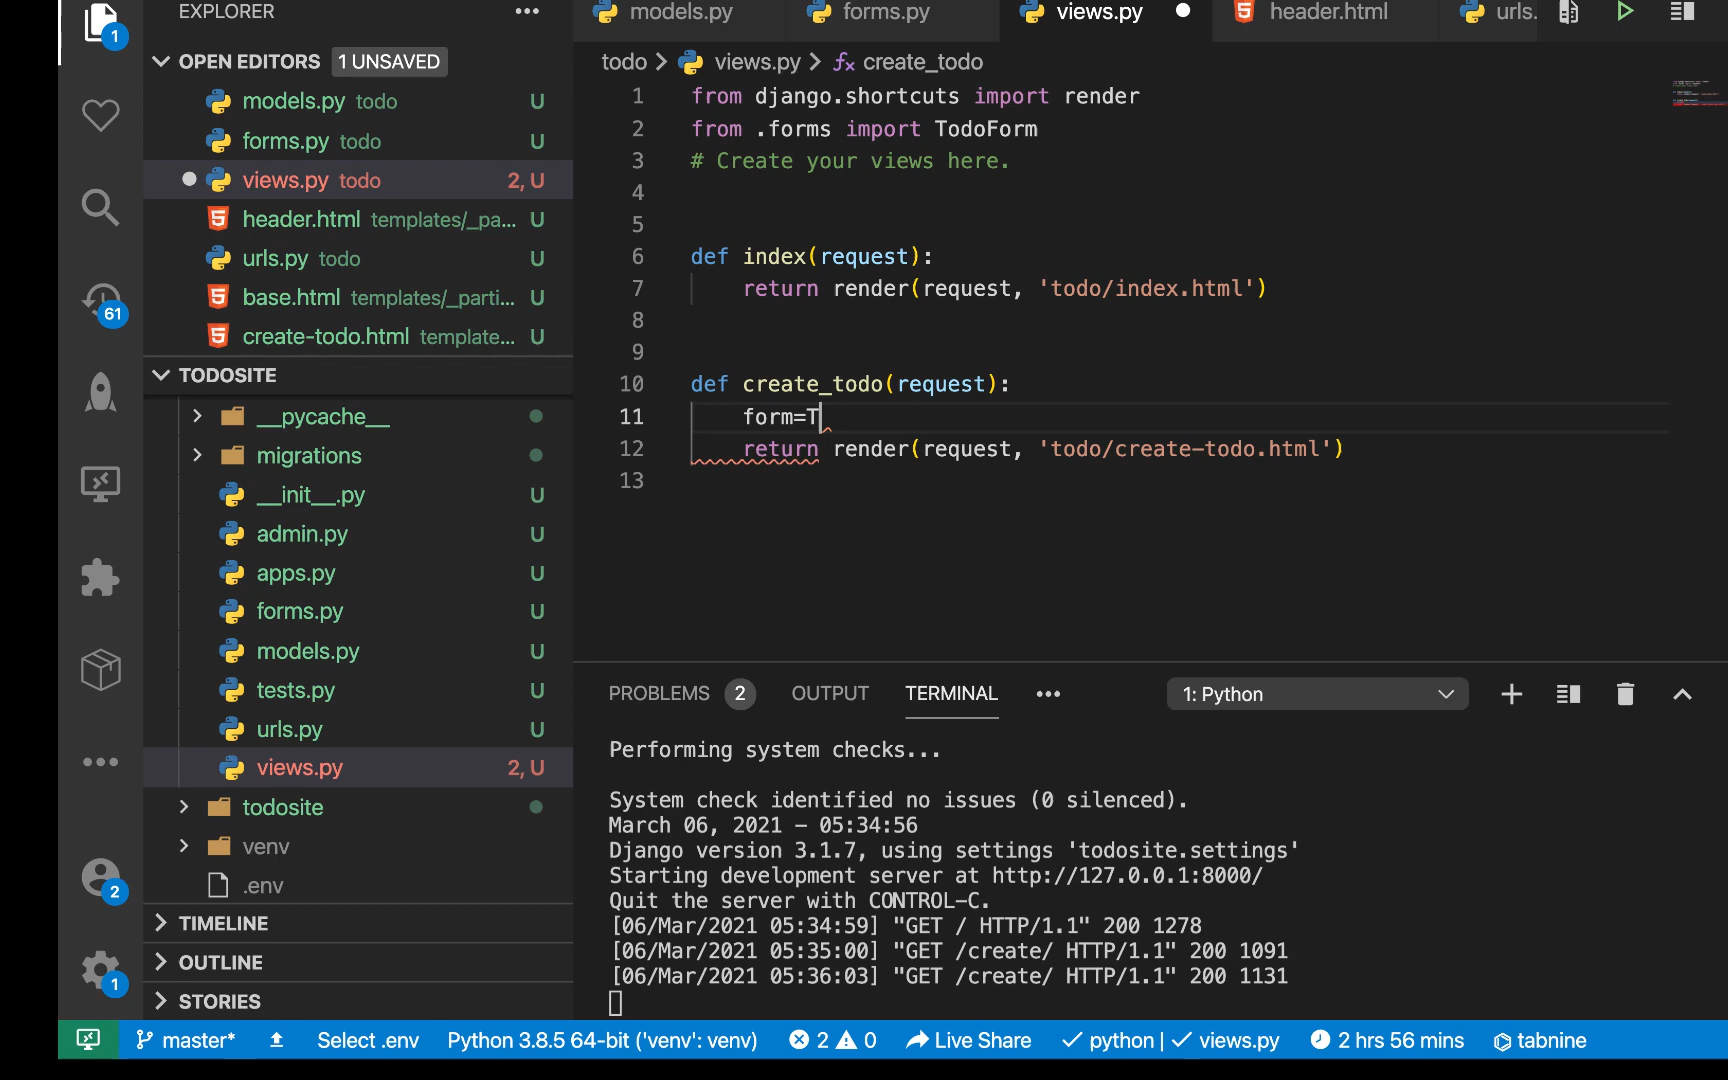 EXPLORER
OPEN EDITORS 1 UNSAVED
models.py todo U
forms.py todo U
views.py todo 2, U
header.html templates/_pa... U
urls.py todo U
base.html templates/_parti... U
create-todo.html template... U
TODOSITE
__pycache__
migrations
__init__.py U
admin.py U
apps.py U
forms.py U
models.py U
tests.py U
urls.py U
views.py 2, U
todosite
venv
.env
TIMELINE
OUTLINE
STORIES
1
61
2
1
models.py forms.py views.py header.html urls.
todo > views.py > create_todo
1 from django.shortcuts import render
2 from .forms import TodoForm
3 # Create your views here.
4
5
6 def index(request):
7 return render(request, 'todo/index.html')
8
9
10 def create_todo(request):
11 form=T
12 return render(request, 'todo/create-todo.html')
13
PROBLEMS 2 OUTPUT TERMINAL ••• 1: Python
Performing system checks...
System check identified no issues (0 silenced).
March 06, 2021 - 05:34:56
Django version 3.1.7, using settings 'todosite.settings'
Starting development server at http://127.0.0.1:8000/
Quit the server with CONTROL-C.
[06/Mar/2021 05:34:59] "GET / HTTP/1.1" 200 1278
[06/Mar/2021 05:35:00] "GET /create/ HTTP/1.1" 200 1091
[06/Mar/2021 05:36:03] "GET /create/ HTTP/1.1" 200 1131
master* Select .env Python 3.8.5 64-bit ('venv': venv) 2 0 Live Share python | views.py 2 hrs 56 mins tabnine